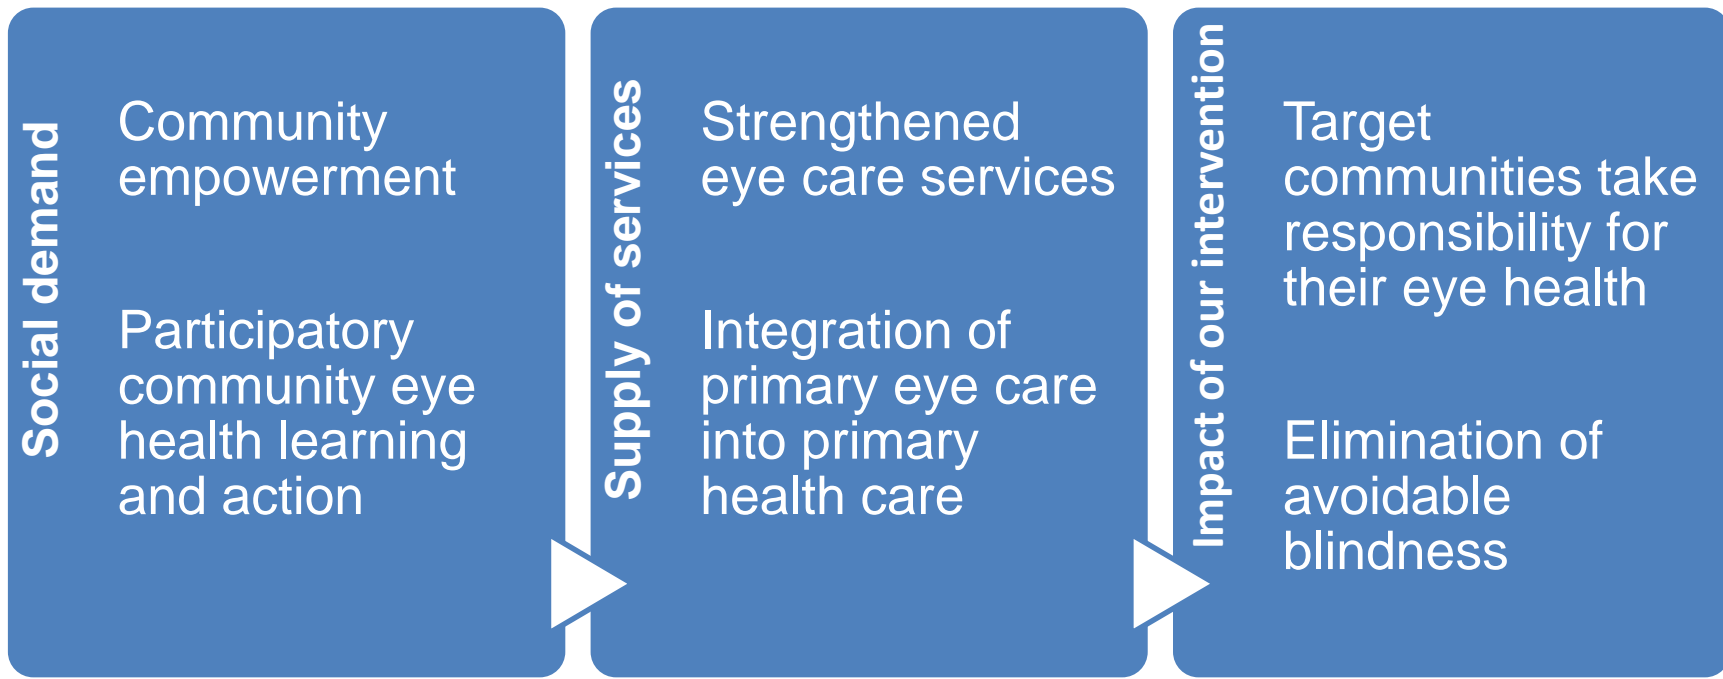 Social demand
Community
empowerment
Participatory
community eye
health learning
and action
Supply of services
Strengthened
eye care services
Integration of
primary eye care
into primary
health care
Impact of our intervention
Target
communities take
responsibility for
their eye health
Elimination of
avoidable
blindness